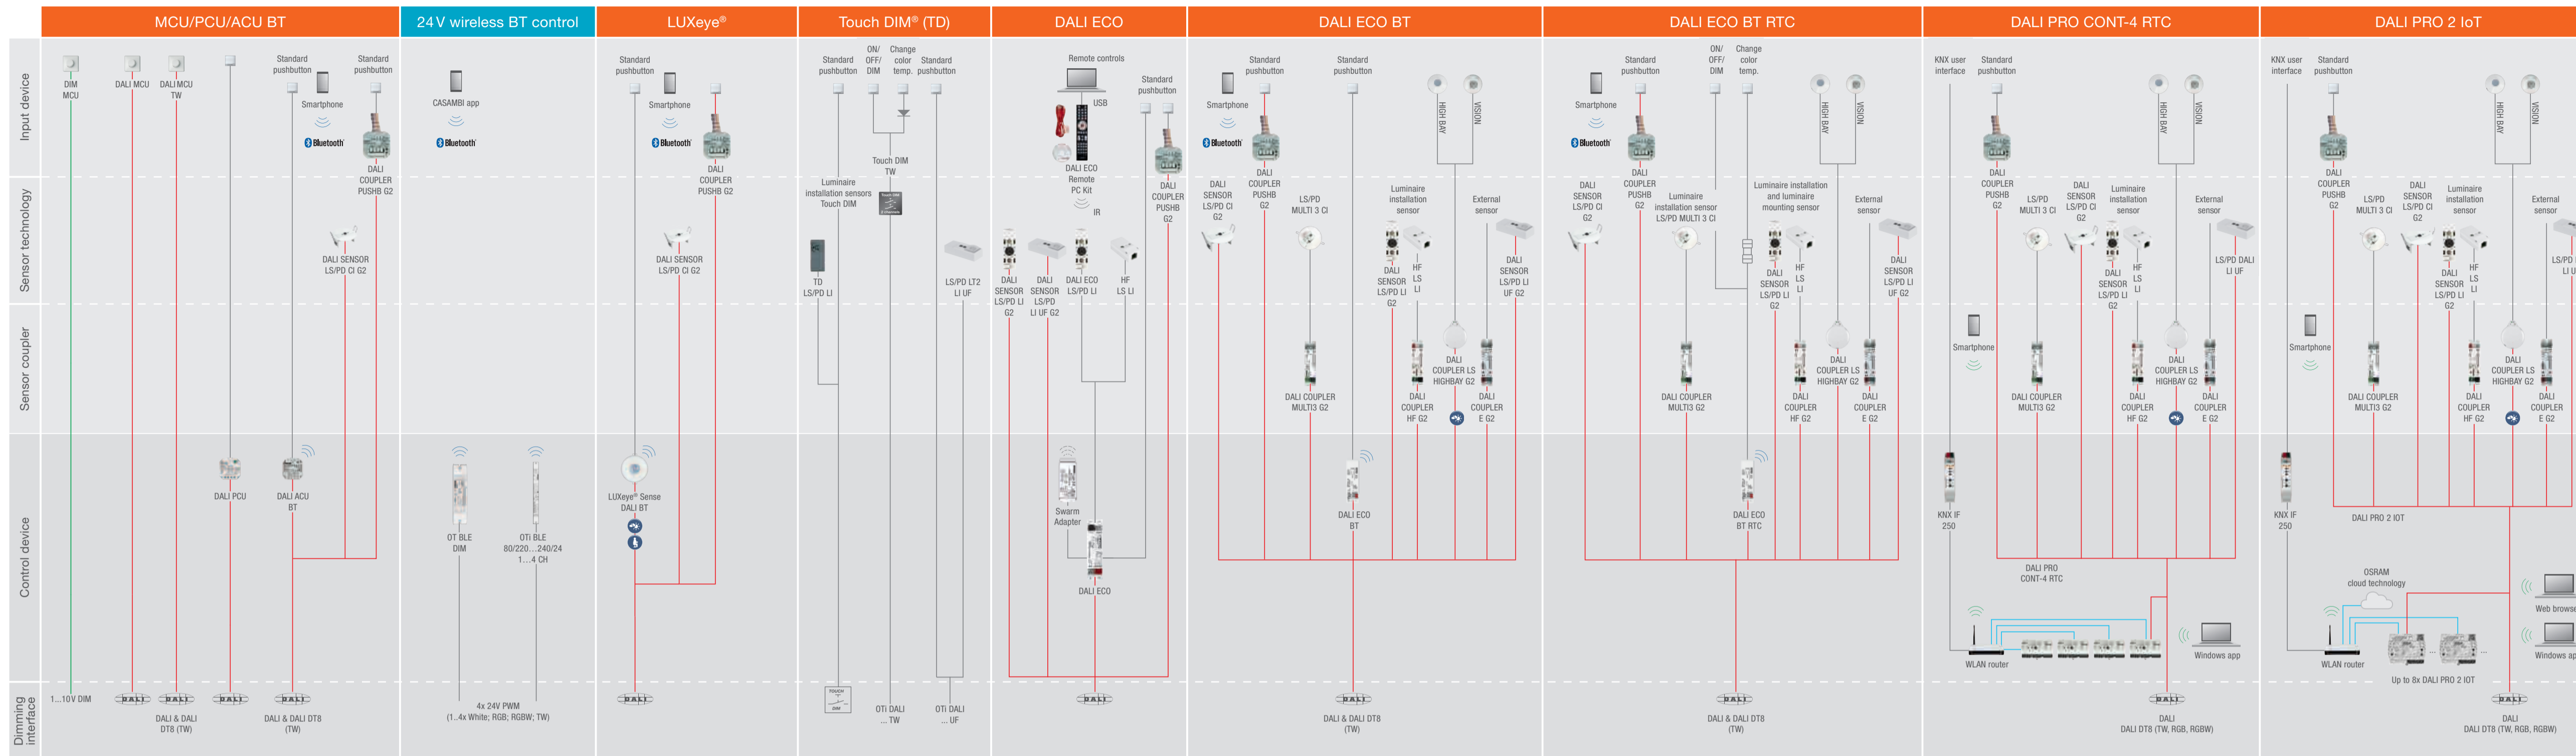 MCU/PCU/ACU BT
24 V wireless BT control
LUXeye®
Touch DIM® (TD)
DALI ECO
DALI ECO BT
DALI ECO BT RTC
DALI PRO CONT-4 RTC
DALI PRO 2 IoT
Input device
Sensor technology
Sensor coupler
Control device
Dimming
interface
DIM
MCU
DALI MCU
DALI MCU
TW
Standard
pushbutton
Smartphone
Bluetooth
Standard
pushbutton
DALI
COUPLER
PUSHB G2
DALI SENSOR
LS/PD CI G2
DALI PCU
DALI ACU
BT
1...10 V DIM
DALI
DALI
DALI & DALI
DT8 (TW)
DALI
DALI
DALI & DALI DT8
(TW)
CASAMBI app
Bluetooth
OT BLE
DIM
OTi BLE
80/220…240/24
1…4 CH
4x 24V PWM
(1..4x White; RGB; RGBW; TW)
Standard
pushbutton
Smartphone
Bluetooth
DALI
COUPLER
PUSHB G2
DALI SENSOR
LS/PD CI G2
LUXeye® Sense
DALI BT
DALI
Standard
pushbutton
ON/
OFF/
DIM
Change
color
temp.
Standard
pushbutton
Touch DIM
TW
Luminaire
installation sensors
Touch DIM
TD
LS/PD LI
LS/PD LT2
LI UF
TOUCH
DIM
OTi DALI
... TW
OTi DALI
... UF
Remote controls
USB
Standard
pushbutton
DALI ECO
Remote
PC Kit
IR
DALI
COUPLER
PUSHB
G2
DALI
SENSOR
LS/PD LI
G2
DALI
SENSOR
LS/PD
LI UF G2
DALI ECO
LS/PD LI
HF
LS LI
Swarm
Adapter
DALI ECO
DALI
Smartphone
Bluetooth
Standard
pushbutton
Standard
pushbutton
HIGH BAY
VISION
DALI
SENSOR
LS/PD CI
G2
DALI
COUPLER
PUSHB
G2
LS/PD
MULTI 3 CI
Luminaire
installation
sensor
External
sensor
DALI
SENSOR
LS/PD LI
G2
HF
LS
LI
DALI
SENSOR
LS/PD LI
UF G2
DALI COUPLER
MULTI3 G2
DALI
COUPLER
HF G2
DALI
COUPLER LS
HIGHBAY G2
DALI
COUPLER
E G2
DALI ECO
BT
DALI
DALI & DALI DT8
(TW)
Smartphone
Bluetooth
Standard
pushbutton
ON/
OFF/
DIM
Change
color
temp.
HIGH BAY
VISION
DALI
SENSOR
LS/PD CI
G2
DALI
COUPLER
PUSHB
G2
Luminaire
installation sensor
LS/PD MULTI 3 CI
Luminaire installation
and luminaire
mounting sensor
External
sensor
DALI
SENSOR
LS/PD LI
G2
HF
LS
LI
DALI
SENSOR
LS/PD LI
UF G2
DALI COUPLER
MULTI3 G2
DALI
COUPLER
HF G2
DALI
COUPLER LS
HIGHBAY G2
DALI
COUPLER
E G2
DALI ECO
BT RTC
DALI
DALI & DALI DT8
(TW)
KNX user
interface
Standard
pushbutton
HIGH BAY
VISION
DALI
COUPLER
PUSHB
G2
LS/PD
MULTI 3 CI
DALI
SENSOR
LS/PD CI
G2
Luminaire
installation
sensor
External
sensor
DALI
SENSOR
LS/PD LI
G2
HF
LS
LI
LS/PD DALI
LI UF
Smartphone
DALI COUPLER
MULTI3 G2
DALI
COUPLER
HF G2
DALI
COUPLER LS
HIGHBAY G2
DALI
COUPLER
E G2
KNX IF
250
DALI PRO
CONT-4 RTC
WLAN router
Windows app
DALI
DALI
DALI DT8 (TW, RGB, RGBW)
KNX user
interface
Standard
pushbutton
HIGH BAY
VISION
DALI
COUPLER
PUSHB
G2
LS/PD
MULTI 3 CI
DALI
SENSOR
LS/PD CI
G2
Luminaire
installation
sensor
External
sensor
DALI
SENSOR
LS/PD LI
G2
HF
LS
LI
LS/PD
LI U
Smartphone
DALI COUPLER
MULTI3 G2
DALI
COUPLER
HF G2
DALI
COUPLER LS
HIGHBAY G2
DALI
COUPLER
E G2
KNX IF
250
DALI PRO 2 IOT
OSRAM
cloud technology
Web browse
WLAN router
...
...
Windows ap
Up to 8x DALI PRO 2 IOT
DALI
DALI
DALI DT8 (TW, RGB, RGBW)